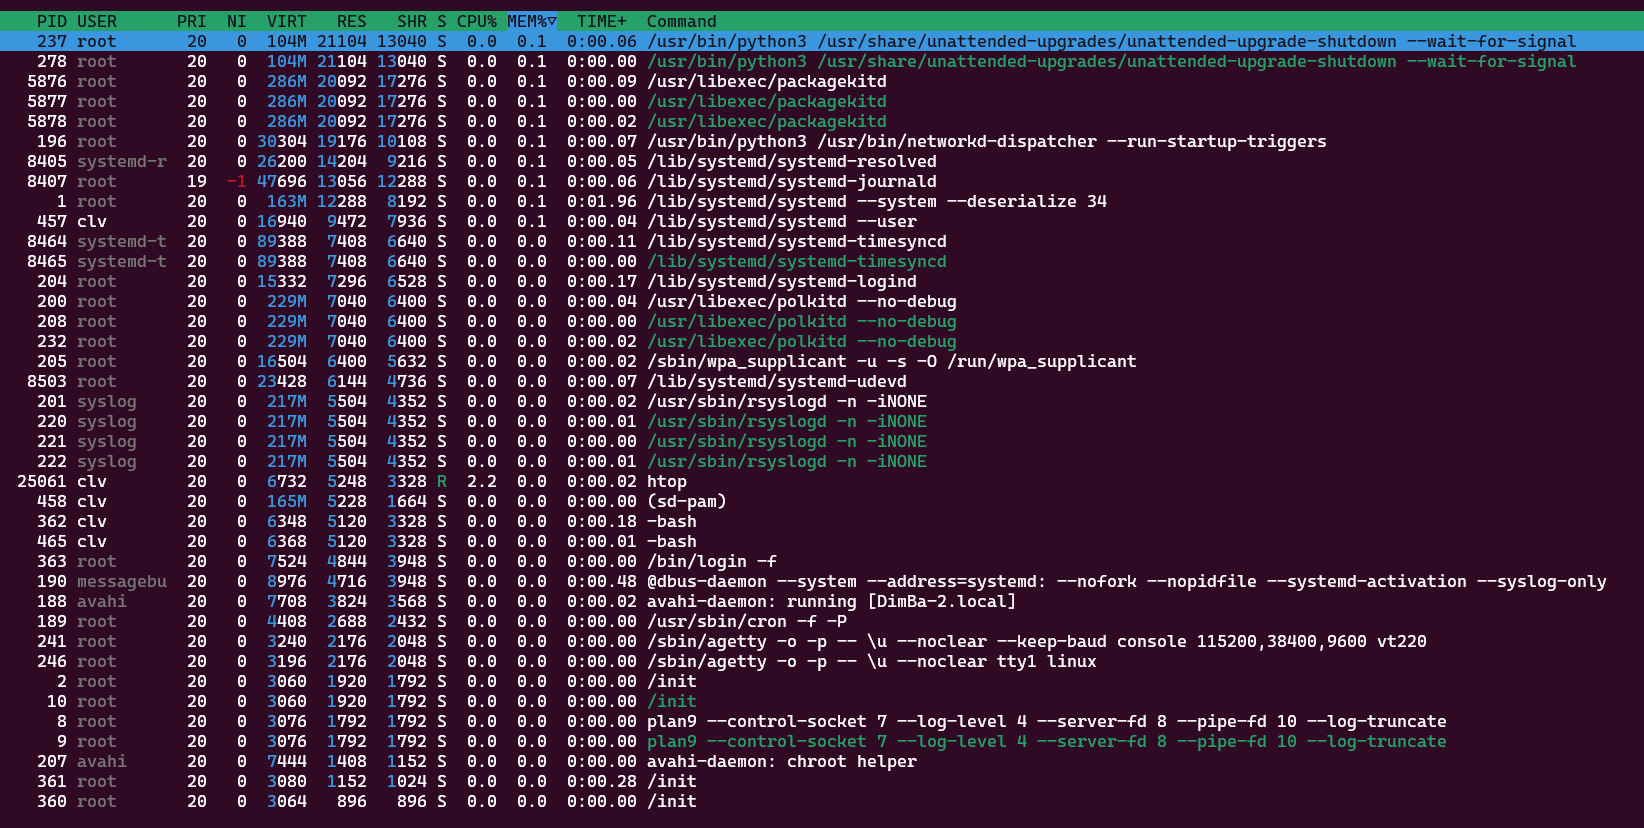 PID USER PRI NI VIRT RES SHR S CPU% MEM%▽ TIME+ Command
237 root 20 0 104M 21104 13040 S 0.0 0.1 0:00.06 /usr/bin/python3 /usr/share/unattended-upgrades/unattended-upgrade-shutdown --wait-for-signal
278 root 20 0 104M 21104 13040 S 0.0 0.1 0:00.00 /usr/bin/python3 /usr/share/unattended-upgrades/unattended-upgrade-shutdown --wait-for-signal
5876 root 20 0 286M 20092 17276 S 0.0 0.1 0:00.09 /usr/libexec/packagekitd
5877 root 20 0 286M 20092 17276 S 0.0 0.1 0:00.00 /usr/libexec/packagekitd
5878 root 20 0 286M 20092 17276 S 0.0 0.1 0:00.02 /usr/libexec/packagekitd
196 root 20 0 30304 19176 10108 S 0.0 0.1 0:00.07 /usr/bin/python3 /usr/bin/networkd-dispatcher --run-startup-triggers
8405 systemd-r 20 0 26200 14204 9216 S 0.0 0.1 0:00.05 /lib/systemd/systemd-resolved
8407 root 19 -1 47696 13056 12288 S 0.0 0.1 0:00.06 /lib/systemd/systemd-journald
1 root 20 0 163M 12288 8192 S 0.0 0.1 0:01.96 /lib/systemd/systemd --system --deserialize 34
457 clv 20 0 16940 9472 7936 S 0.0 0.1 0:00.04 /lib/systemd/systemd --user
8464 systemd-t 20 0 89388 7408 6640 S 0.0 0.0 0:00.11 /lib/systemd/systemd-timesyncd
8465 systemd-t 20 0 89388 7408 6640 S 0.0 0.0 0:00.00 /lib/systemd/systemd-timesyncd
204 root 20 0 15332 7296 6528 S 0.0 0.0 0:00.17 /lib/systemd/systemd-logind
200 root 20 0 229M 7040 6400 S 0.0 0.0 0:00.04 /usr/libexec/polkitd --no-debug
208 root 20 0 229M 7040 6400 S 0.0 0.0 0:00.00 /usr/libexec/polkitd --no-debug
232 root 20 0 229M 7040 6400 S 0.0 0.0 0:00.02 /usr/libexec/polkitd --no-debug
205 root 20 0 16504 6400 5632 S 0.0 0.0 0:00.02 /sbin/wpa_supplicant -u -s -O /run/wpa_supplicant
8503 root 20 0 23428 6144 4736 S 0.0 0.0 0:00.07 /lib/systemd/systemd-udevd
201 syslog 20 0 217M 5504 4352 S 0.0 0.0 0:00.02 /usr/sbin/rsyslogd -n -iNONE
220 syslog 20 0 217M 5504 4352 S 0.0 0.0 0:00.01 /usr/sbin/rsyslogd -n -iNONE
221 syslog 20 0 217M 5504 4352 S 0.0 0.0 0:00.00 /usr/sbin/rsyslogd -n -iNONE
222 syslog 20 0 217M 5504 4352 S 0.0 0.0 0:00.01 /usr/sbin/rsyslogd -n -iNONE
25061 clv 20 0 6732 5248 3328 R 2.2 0.0 0:00.02 htop
458 clv 20 0 165M 5228 1664 S 0.0 0.0 0:00.00 (sd-pam)
362 clv 20 0 6348 5120 3328 S 0.0 0.0 0:00.18 -bash
465 clv 20 0 6368 5120 3328 S 0.0 0.0 0:00.01 -bash
363 root 20 0 7524 4844 3948 S 0.0 0.0 0:00.00 /bin/login -f
190 messagebu 20 0 8976 4716 3948 S 0.0 0.0 0:00.48 @dbus-daemon --system --address=systemd: --nofork --nopidfile --systemd-activation --syslog-only
188 avahi 20 0 7708 3824 3568 S 0.0 0.0 0:00.02 avahi-daemon: running [DimBa-2.local]
189 root 20 0 4408 2688 2432 S 0.0 0.0 0:00.00 /usr/sbin/cron -f -P
241 root 20 0 3240 2176 2048 S 0.0 0.0 0:00.00 /sbin/agetty -o -p -- \u --noclear --keep-baud console 115200,38400,9600 vt220
246 root 20 0 3196 2176 2048 S 0.0 0.0 0:00.00 /sbin/agetty -o -p -- \u --noclear tty1 linux
2 root 20 0 3060 1920 1792 S 0.0 0.0 0:00.00 /init
10 root 20 0 3060 1920 1792 S 0.0 0.0 0:00.00 /init
8 root 20 0 3076 1792 1792 S 0.0 0.0 0:00.00 plan9 --control-socket 7 --log-level 4 --server-fd 8 --pipe-fd 10 --log-truncate
9 root 20 0 3076 1792 1792 S 0.0 0.0 0:00.00 plan9 --control-socket 7 --log-level 4 --server-fd 8 --pipe-fd 10 --log-truncate
207 avahi 20 0 7444 1408 1152 S 0.0 0.0 0:00.00 avahi-daemon: chroot helper
361 root 20 0 3080 1152 1024 S 0.0 0.0 0:00.28 /init
360 root 20 0 3064 896 896 S 0.0 0.0 0:00.00 /init